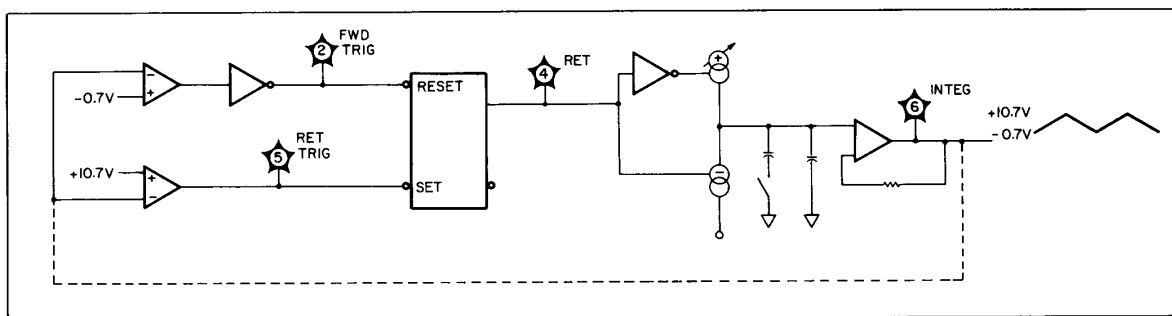 2
FWD
TRIG
-0.7V
RESET
4
RET
+10.7V
5
RET
TRIG
SET
6
INTEG
+10.7V
-0.7V